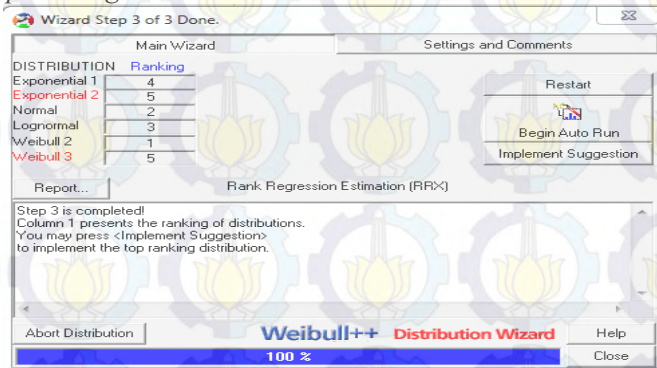 Wizard Step 3 of 3 Done.
Main Wizard Settings and Comments
DISTRIBUTION Ranking
Exponential 1 4
Exponential 2 5
Normal 2
Lognormal 3
Weibull 2 1
Weibull 3 5
Restart
Begin Auto Run
Implement Suggestion
Report... Rank Regression Estimation (RRX)
Step 3 is completed!
Column 1 presents the ranking of distributions.
You may press <Implement Suggestion>
to implement the top ranking distribution.
Abort Distribution Weibull++ Distribution Wizard Help
100 % Close